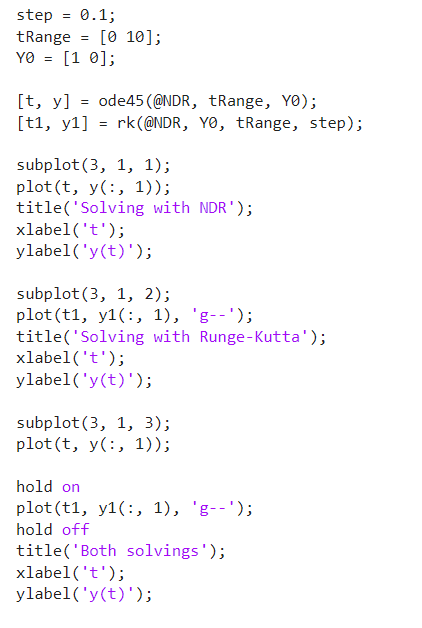 step = 0.1;
tRange = [0 10];
Y0 = [1 0];
[t, y] = ode45(@NDR, tRange, Y0);
[t1, y1] = rk(@NDR, Y0, tRange, step);
subplot(3, 1, 1);
plot(t, y(:, 1));
title('Solving with NDR');
xlabel('t');
ylabel('y(t)');
subplot(3, 1, 2);
plot(t1, y1(:, 1), 'g--');
title('Solving with Runge-Kutta');
xlabel('t');
ylabel('y(t)');
subplot(3, 1, 3);
plot(t, y(:, 1));
hold on
plot(t1, y1(:, 1), 'g--');
hold off
title('Both solvings');
xlabel('t');
ylabel('y(t)');